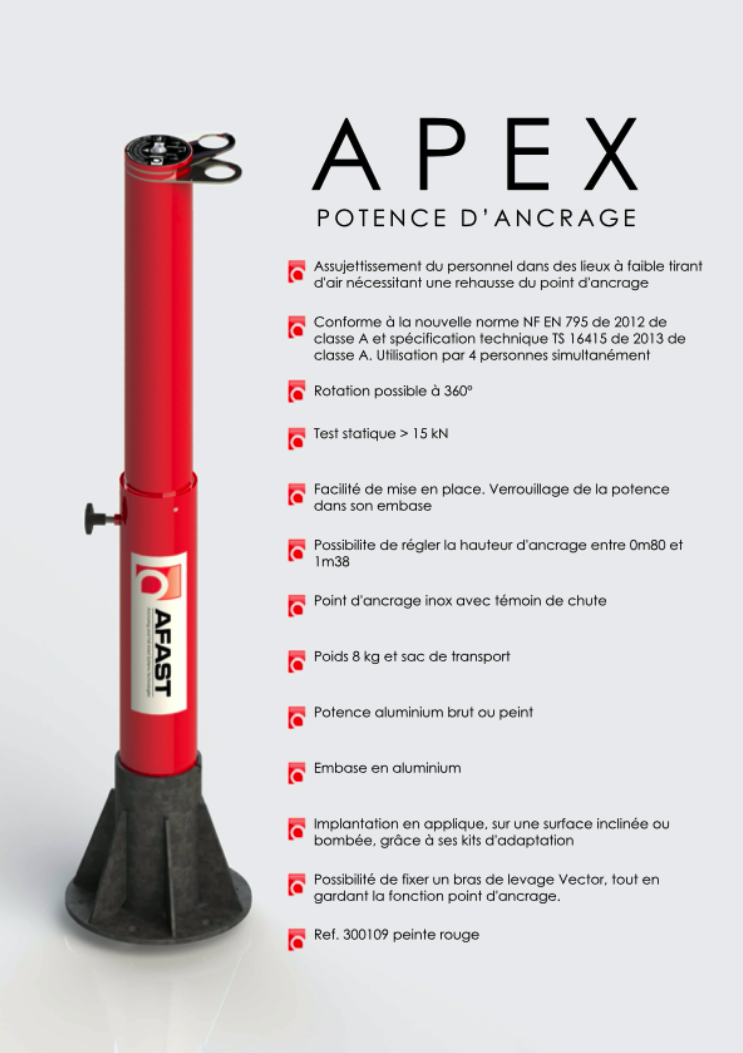 APEX
POTENCE D'ANCRAGE
Assujettissement du personnel dans des lieux à faible tirant
d'air nécessitant une rehausse du point d'ancrage
Conforme à la nouvelle norme NF EN 795 de 2012 de
classe A et spécification technique TS 16415 de 2013 de
classe A. Utilisation par 4 personnes simultanément
Rotation possible à 360°
Test statique > 15 kN
Facilité de mise en place. Verrouillage de la potence
dans son embase
Possibilite de régler la hauteur d'ancrage entre 0m80 et
1m38
Point d'ancrage inox avec témoin de chute
Poids 8 kg et sac de transport
Potence aluminium brut ou peint
Embase en aluminium
Implantation en applique, sur une surface inclinée ou
bombée, grâce à ses kits d'adaptation
Possibilité de fixer un bras de levage Vector, tout en
gardant la fonction point d'ancrage.
Ref. 300109 peinte rouge
AFAST